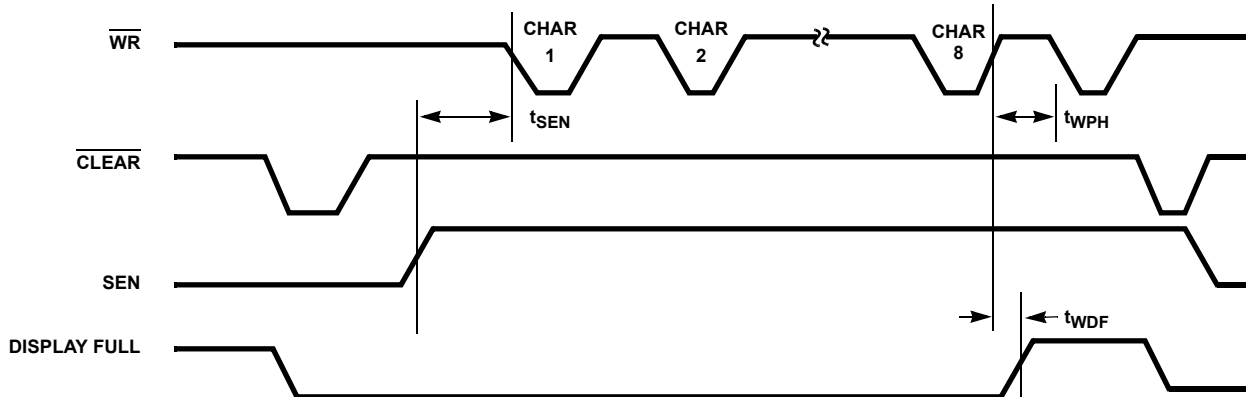 WR
CHAR
1
CHAR
2
CHAR
8
tSEN
tWPH
CLEAR
SEN
tWDF
DISPLAY FULL